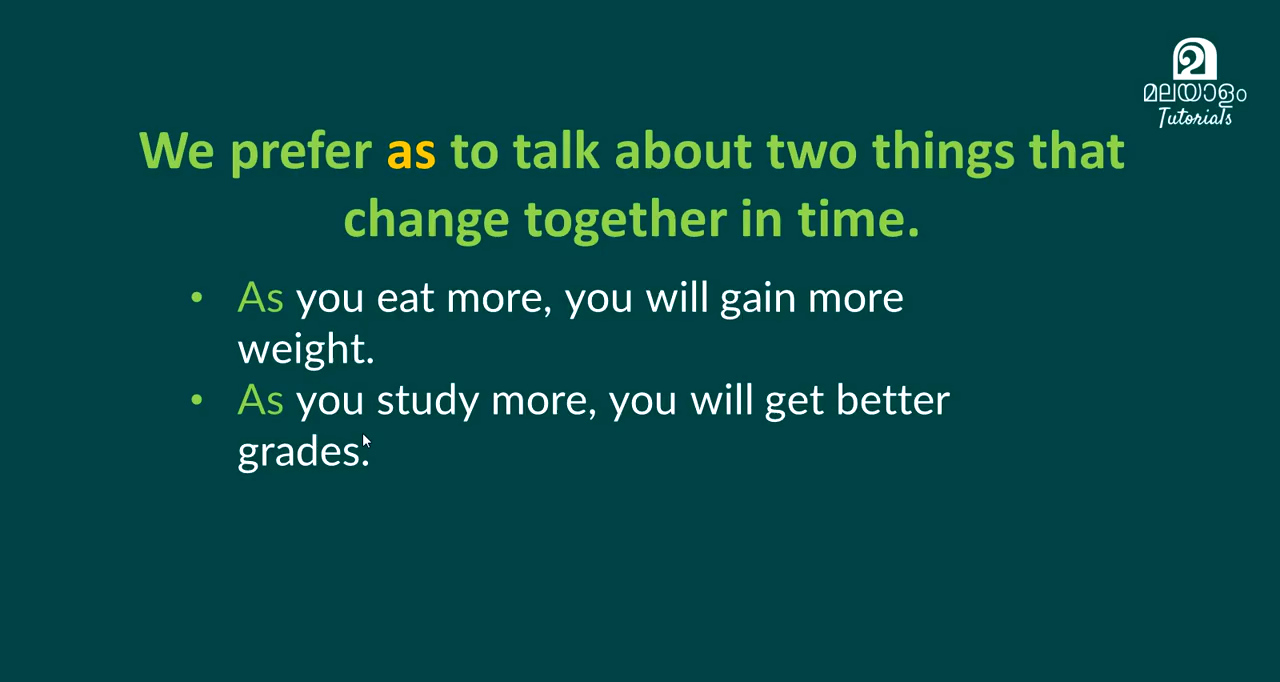 മലയാളം
Tutorials
We prefer as to talk about two things that
change together in time.
• As you eat more, you will gain more
weight.
• As you study more, you will get better
grades.